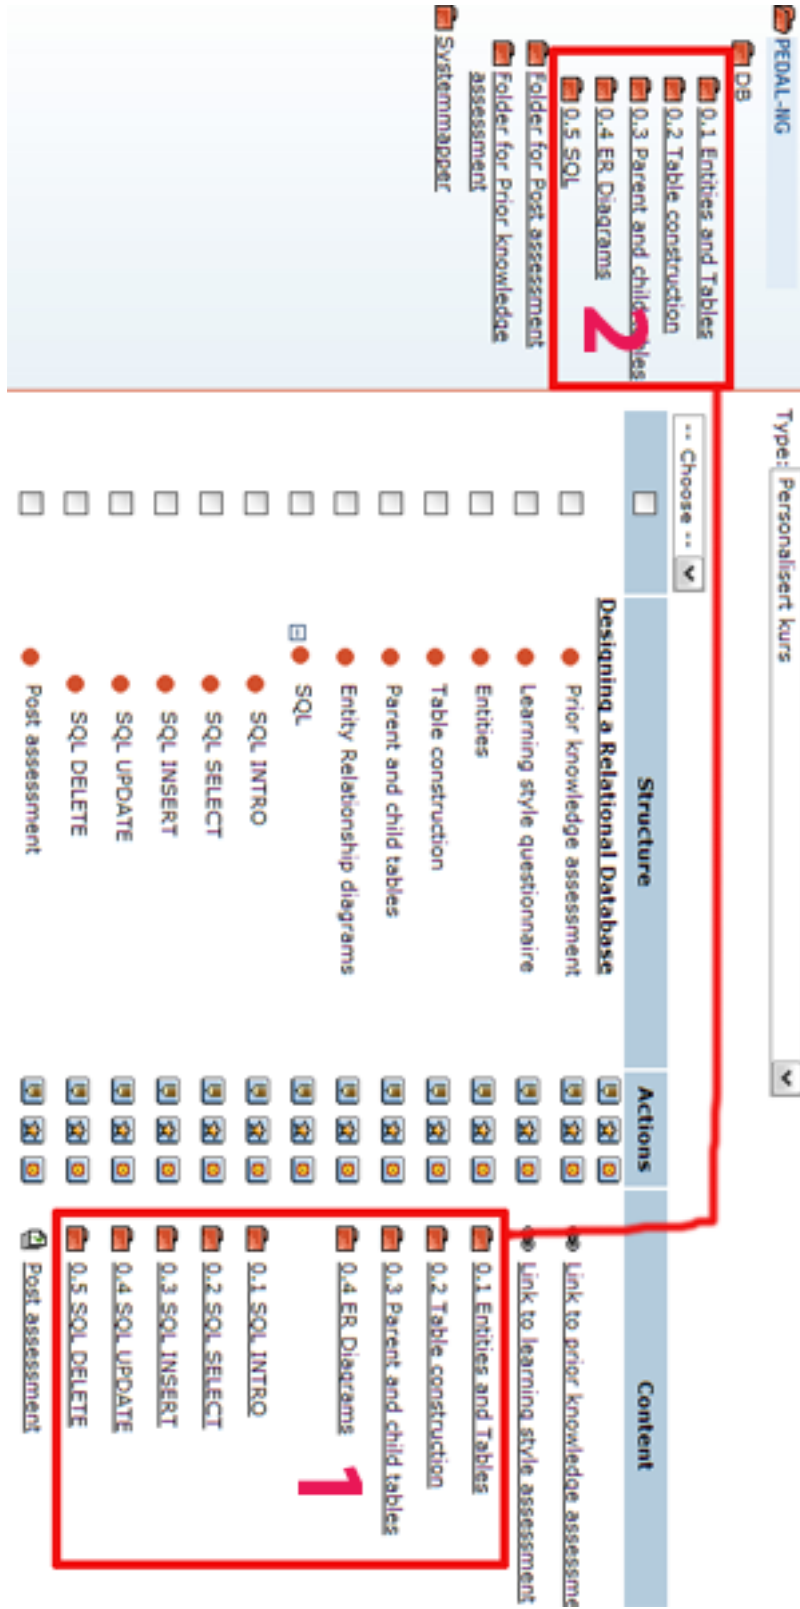 PEDAL-NG
DB
0.1 Entities and Tables
0.2 Table construction
0.3 Parent and child tables
0.4 ER Diagrams
0.5 SQL
Folder for Post assessment
Folder for Prior knowledge
assessment
Systemmapper
2
Type: Personalisert kurs
-- Choose --
Structure Actions Content
Designing a Relational Database
Prior knowledge assessment Link to prior knowledge assessme
Learning style questionnaire Link to learning style assessment
Entities 0.1 Entities and Tables
Table construction 0.2 Table construction
Parent and child tables 0.3 Parent and child tables
Entity Relationship diagrams 0.4 ER Diagrams
SQL
SQL INTRO 0.1 SQL INTRO
SQL SELECT 0.2 SQL SELECT
SQL INSERT 0.3 SQL INSERT
SQL UPDATE 0.4 SQL UPDATE
SQL DELETE 0.5 SQL DELETE
Post assessment Post assessment
1